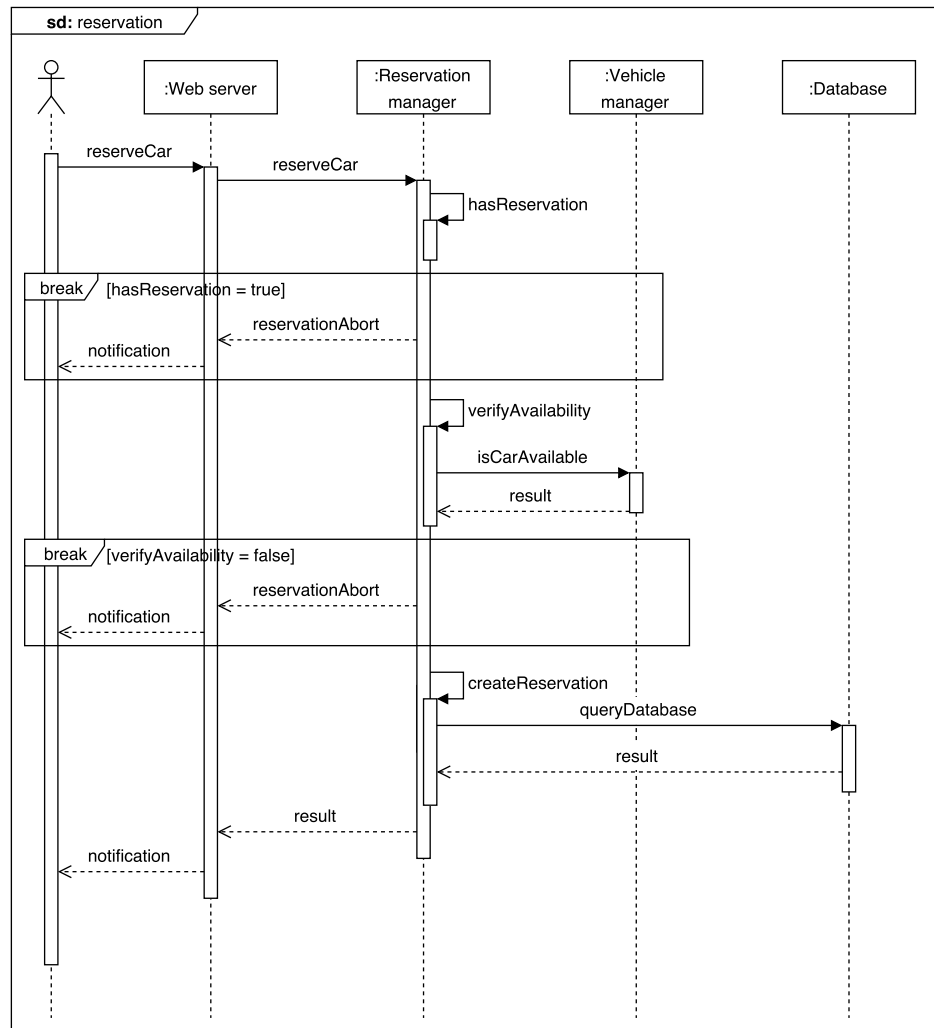 sd: reservation
:Web server
:Reservation
manager
:Vehicle
manager
:Database
reserveCar
reserveCar
hasReservation
break
[hasReservation = true]
reservationAbort
notification
verifyAvailability
isCarAvailable
result
break
[verifyAvailability = false]
reservationAbort
notification
createReservation
queryDatabase
result
result
notification